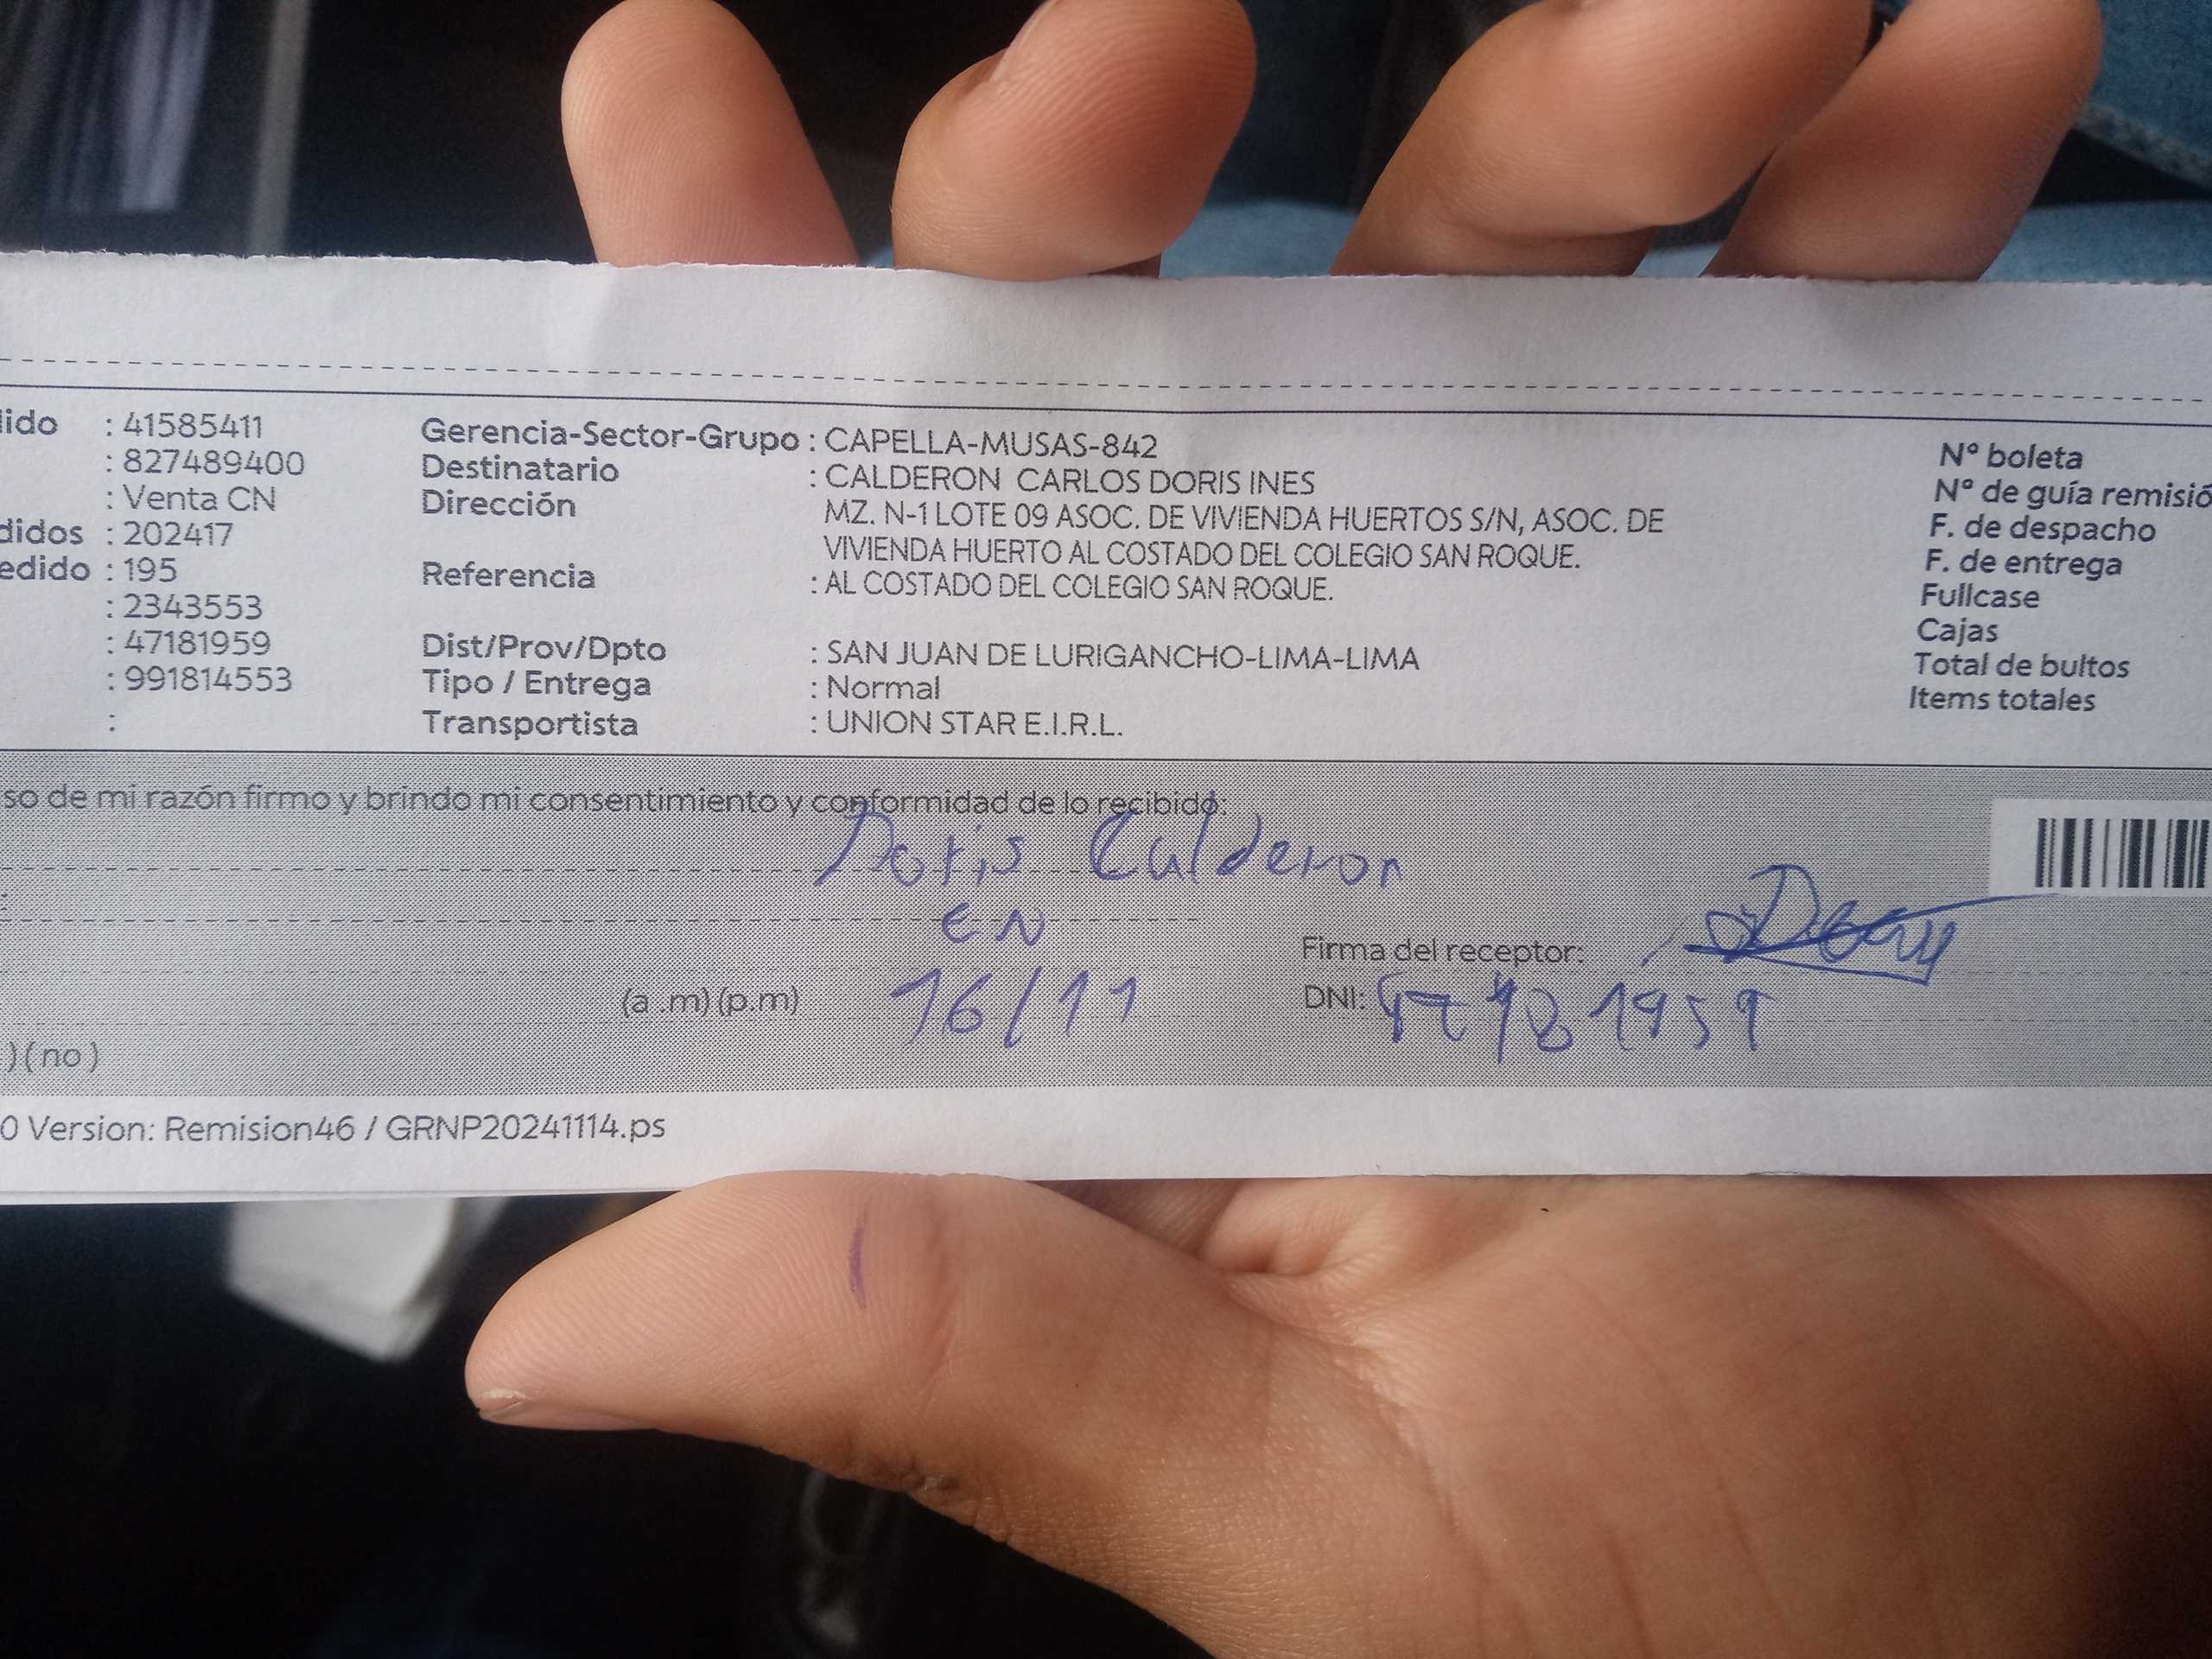 : 41585411
: 827489400
: Venta CN
: 202417
: 195
: 2343553
: 47181959
: 991814553
:
Gerencia-Sector-Grupo : CAPELLA-MUSAS-842
Destinatario : CALDERON CARLOS DORIS INES
Dirección MZ. N-1 LOTE 09 ASOC. DE VIVIENDA HUERTOS S/N, ASOC. DE
VIVIENDA HUERTO AL COSTADO DEL COLEGIO SAN ROQUE.
Referencia : AL COSTADO DEL COLEGIO SAN ROQUE.
Dist/Prov/Dpto : SAN JUAN DE LURIGANCHO-LIMA-LIMA
Tipo / Entrega : Normal
Transportista : UNION STAR E.I.R.L.
Nº boleta
Nº de guía remisió
F. de despacho
F. de entrega
Fullcase
Cajas
Total de bultos
Items totales
so de mi razón firmo y brindo mi consentimiento y conformidad de lo recibido:
Doris Calderon
EN
Firma del receptor:
(a .m) (p.m) 16/11 DNI: 47181959
) ( no )
0 Version: Remision46 / GRNP20241114.ps